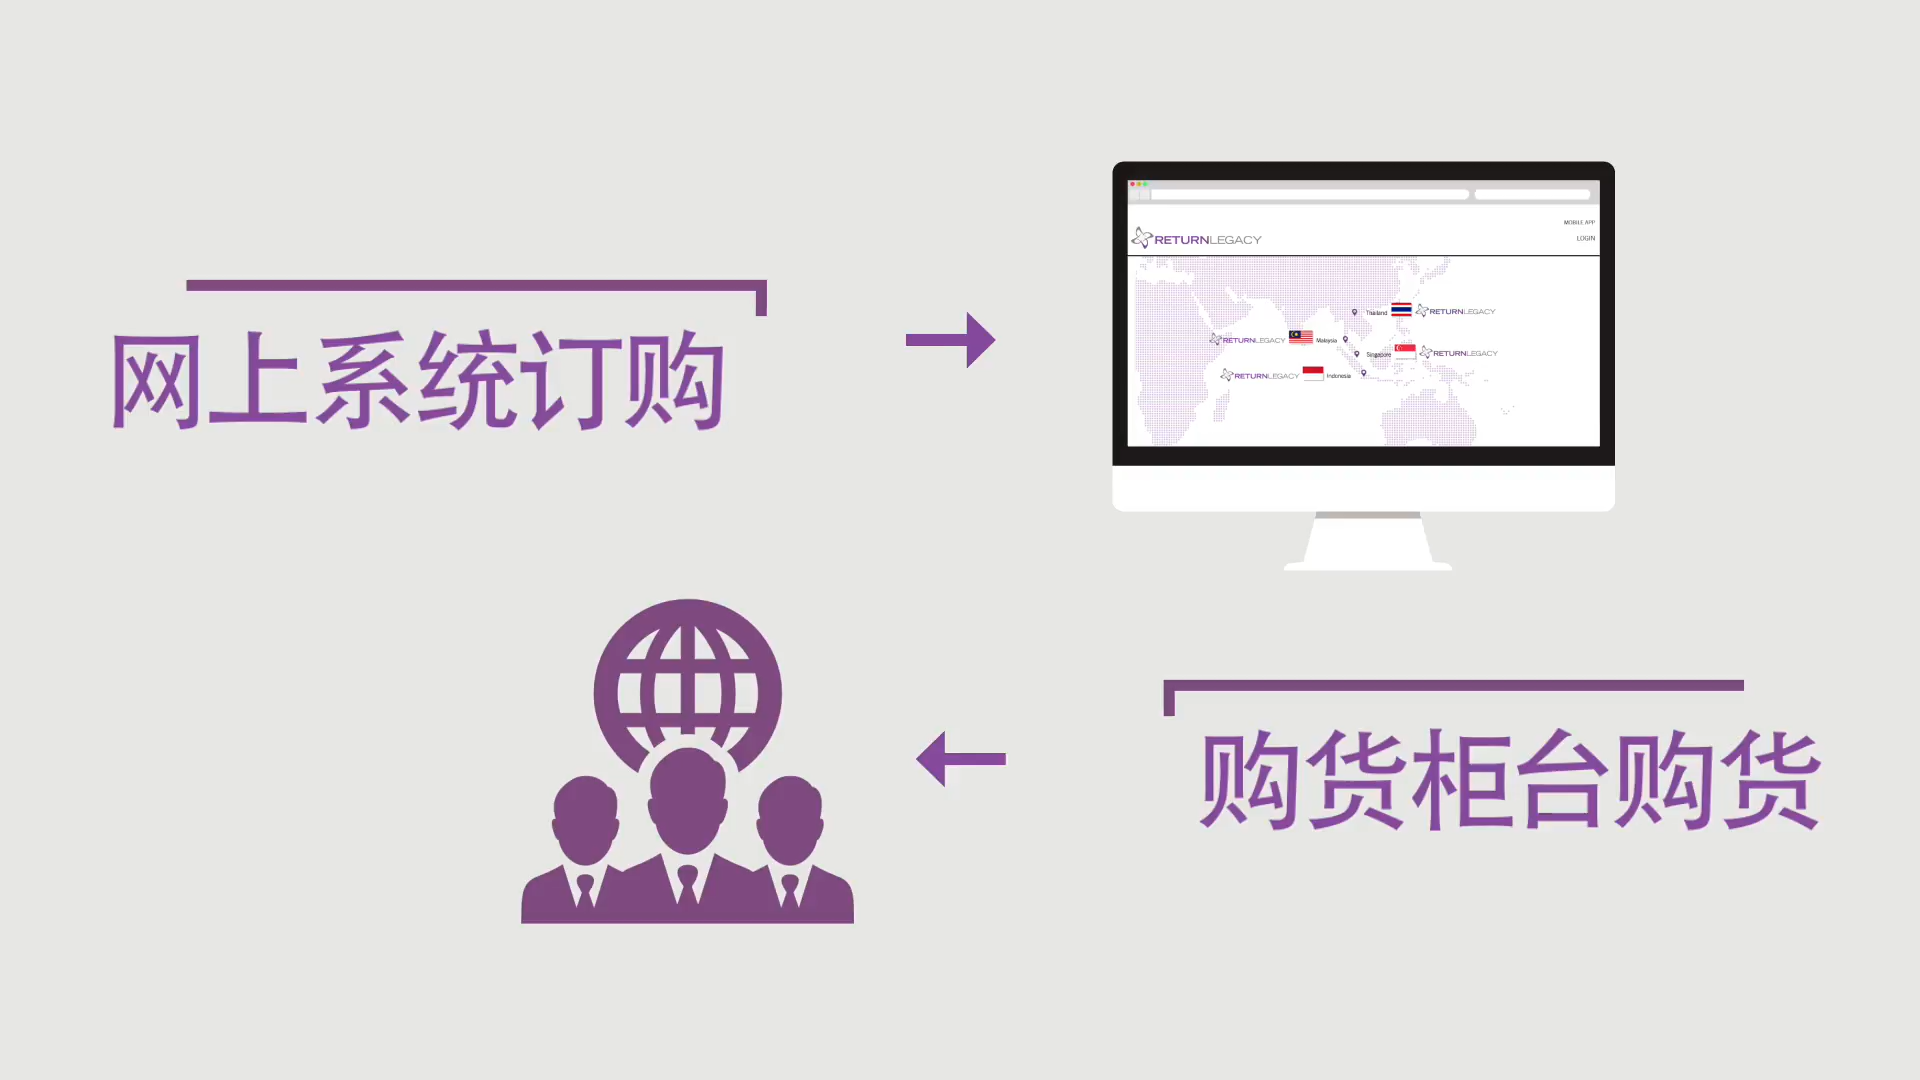 网上系统订购
MOBILE APP
RETURNLEGACY
LOGIN
Thailand RETURNLEGACY
RETURNLEGACY Malaysia
Singapore RETURNLEGACY
RETURNLEGACY Indonesia
购货柜台购货